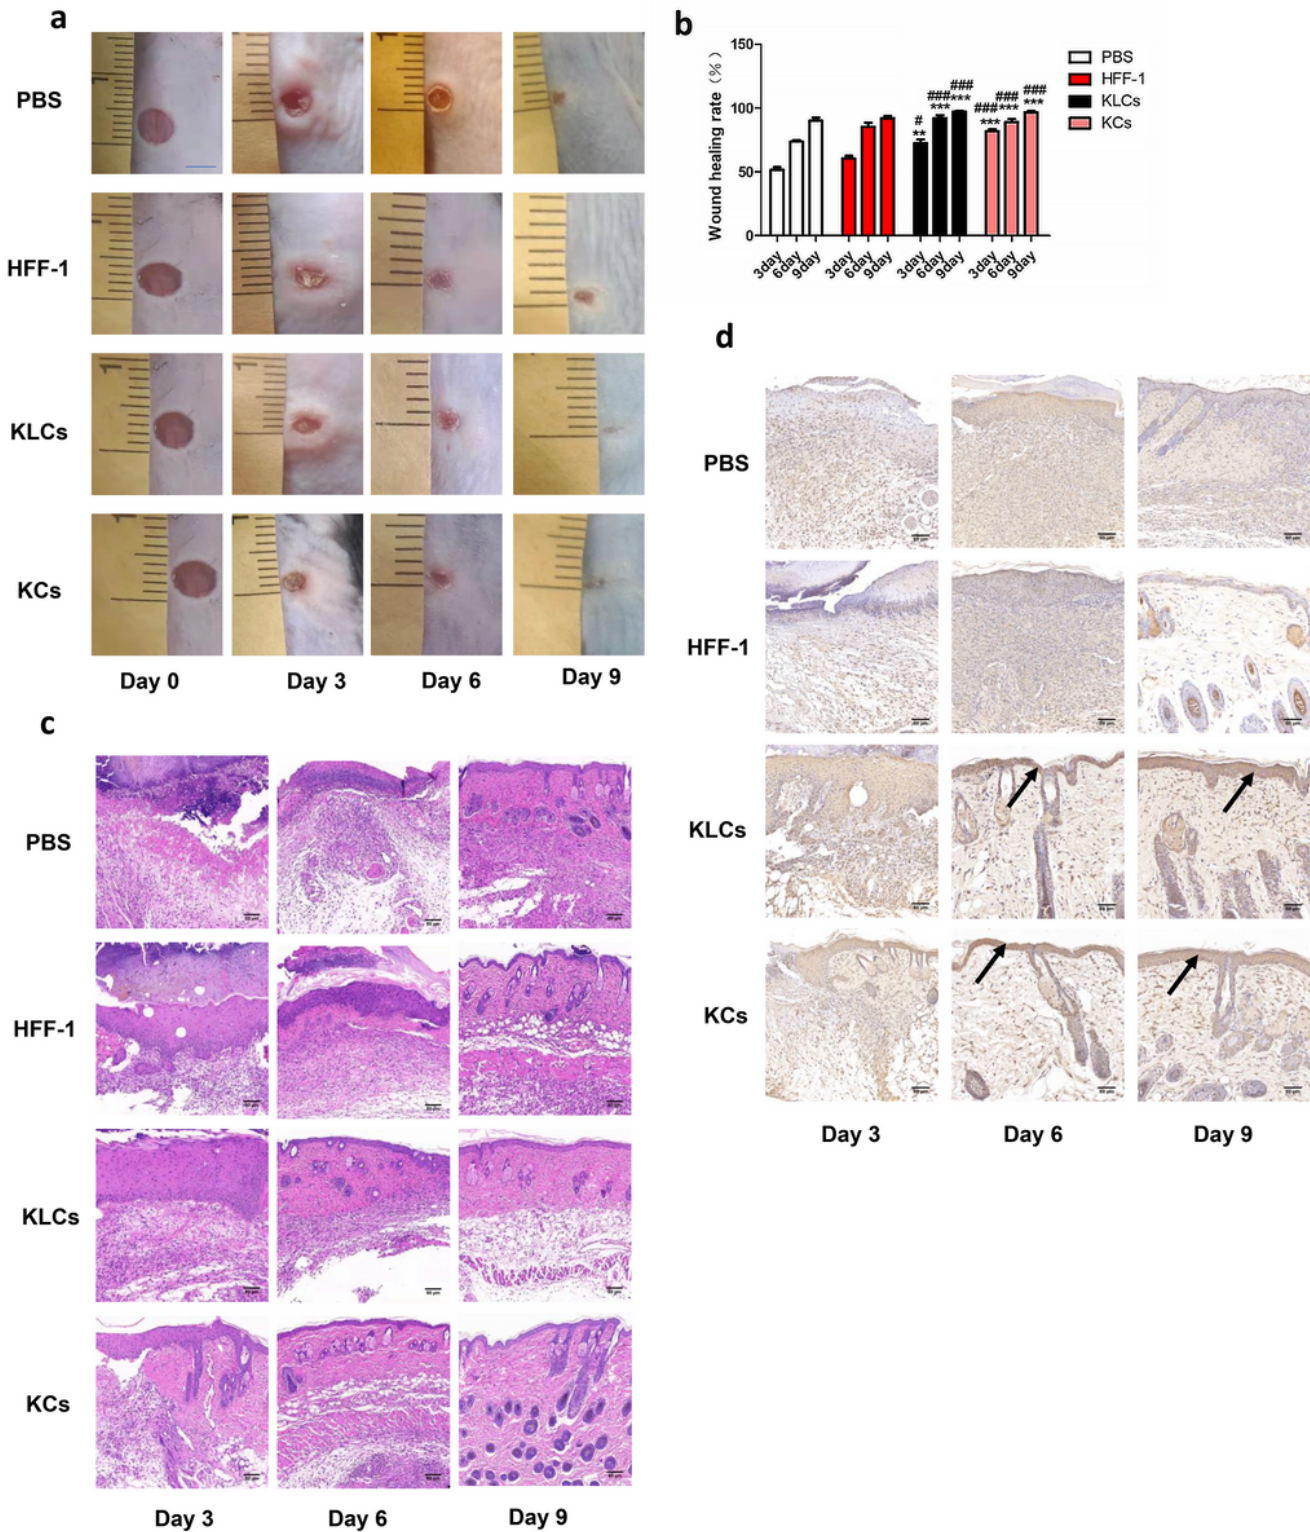 a
PBS
HFF-1
KLCs
KCs
Day 0 Day 3 Day 6 Day 9
b
Wound healing rate (%)
150
100
50
0
# ### ### ### ### ###
** *** *** *** *** ***
3day 6day 9day 3day 6day 9day 3day 6day 9day 3day 6day 9day
PBS
HFF-1
KLCs
KCs
c
PBS
HFF-1
KLCs
KCs
Day 3 Day 6 Day 9
d
PBS
HFF-1
KLCs
KCs
Day 3 Day 6 Day 9